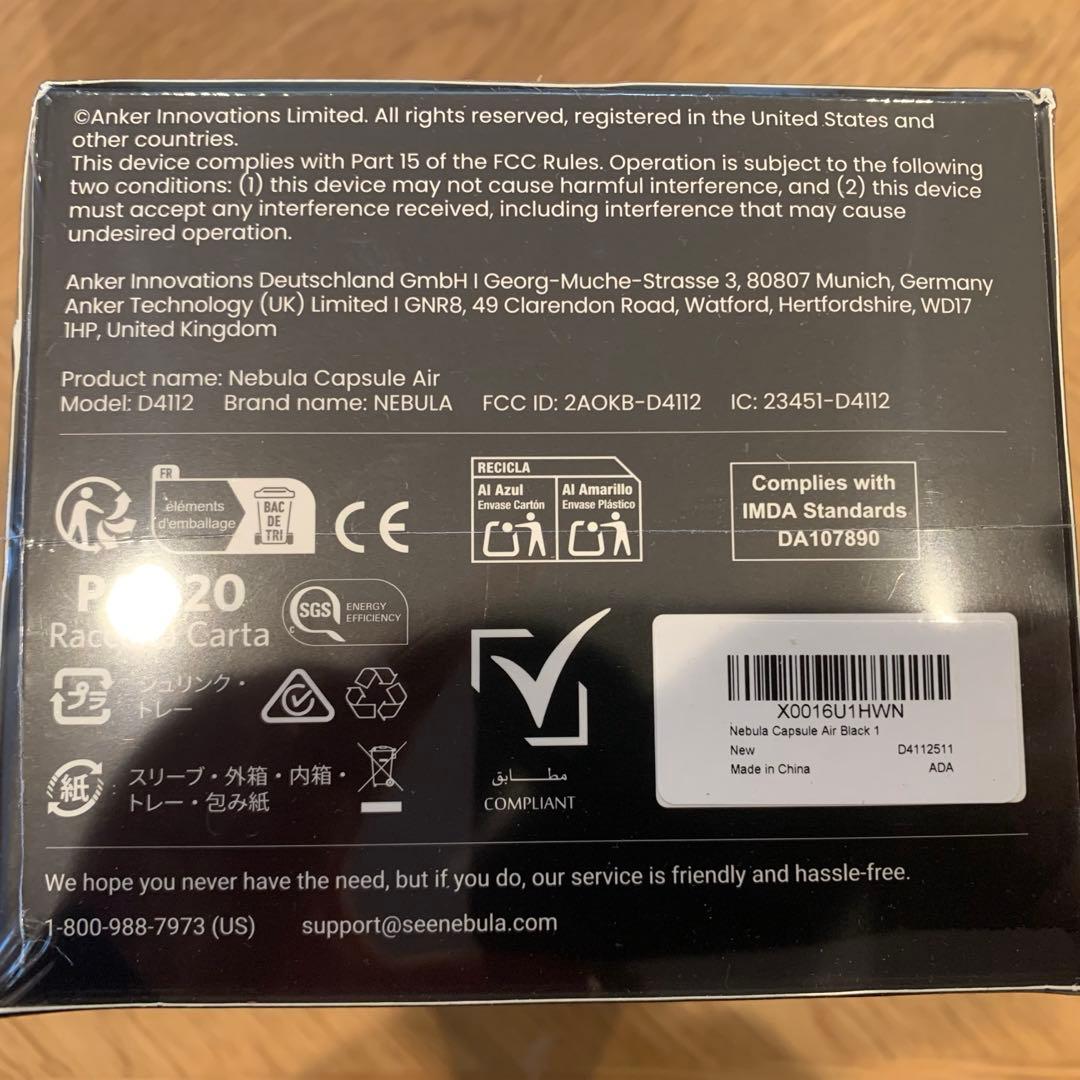 ©Anker Innovations Limited. All rights reserved, registered in the United States and
other countries.
This device complies with Part 15 of the FCC Rules. Operation is subject to the following
two conditions: (1) this device may not cause harmful interference, and (2) this device
must accept any interference received, including interference that may cause
undesired operation.
Anker Innovations Deutschland GmbH I Georg-Muche-Strasse 3, 80807 Munich, Germany
Anker Technology (UK) Limited I GNR8, 49 Clarendon Road, Watford, Hertfordshire, WD17
1HP, United Kingdom
Product name: Nebula Capsule Air
Model: D4112 Brand name: NEBULA FCC ID: 2AOKB-D4112 IC: 23451-D4112
FR
éléments
d'emballage
BAC
DE
TRI
CE
RECICLA
Al Azul
Envase Cartón
Al Amarillo
Envase Plástico
Complies with
IMDA Standards
DA107890
20
Carta
SGS
C
ENERGY
EFFICIENCY
プラ
シュリンク・
トレー
紙
:
スリーブ・外箱・内箱・
トレー・包み紙
مطـــابق
COMPLIANT
X0016U1HWN
Nebula Capsule Air Black 1
New D4112511
Made in China ADA
We hope you never have the need, but if you do, our service is friendly and hassle-free.
1-800-988-7973 (US) support@seenebula.com